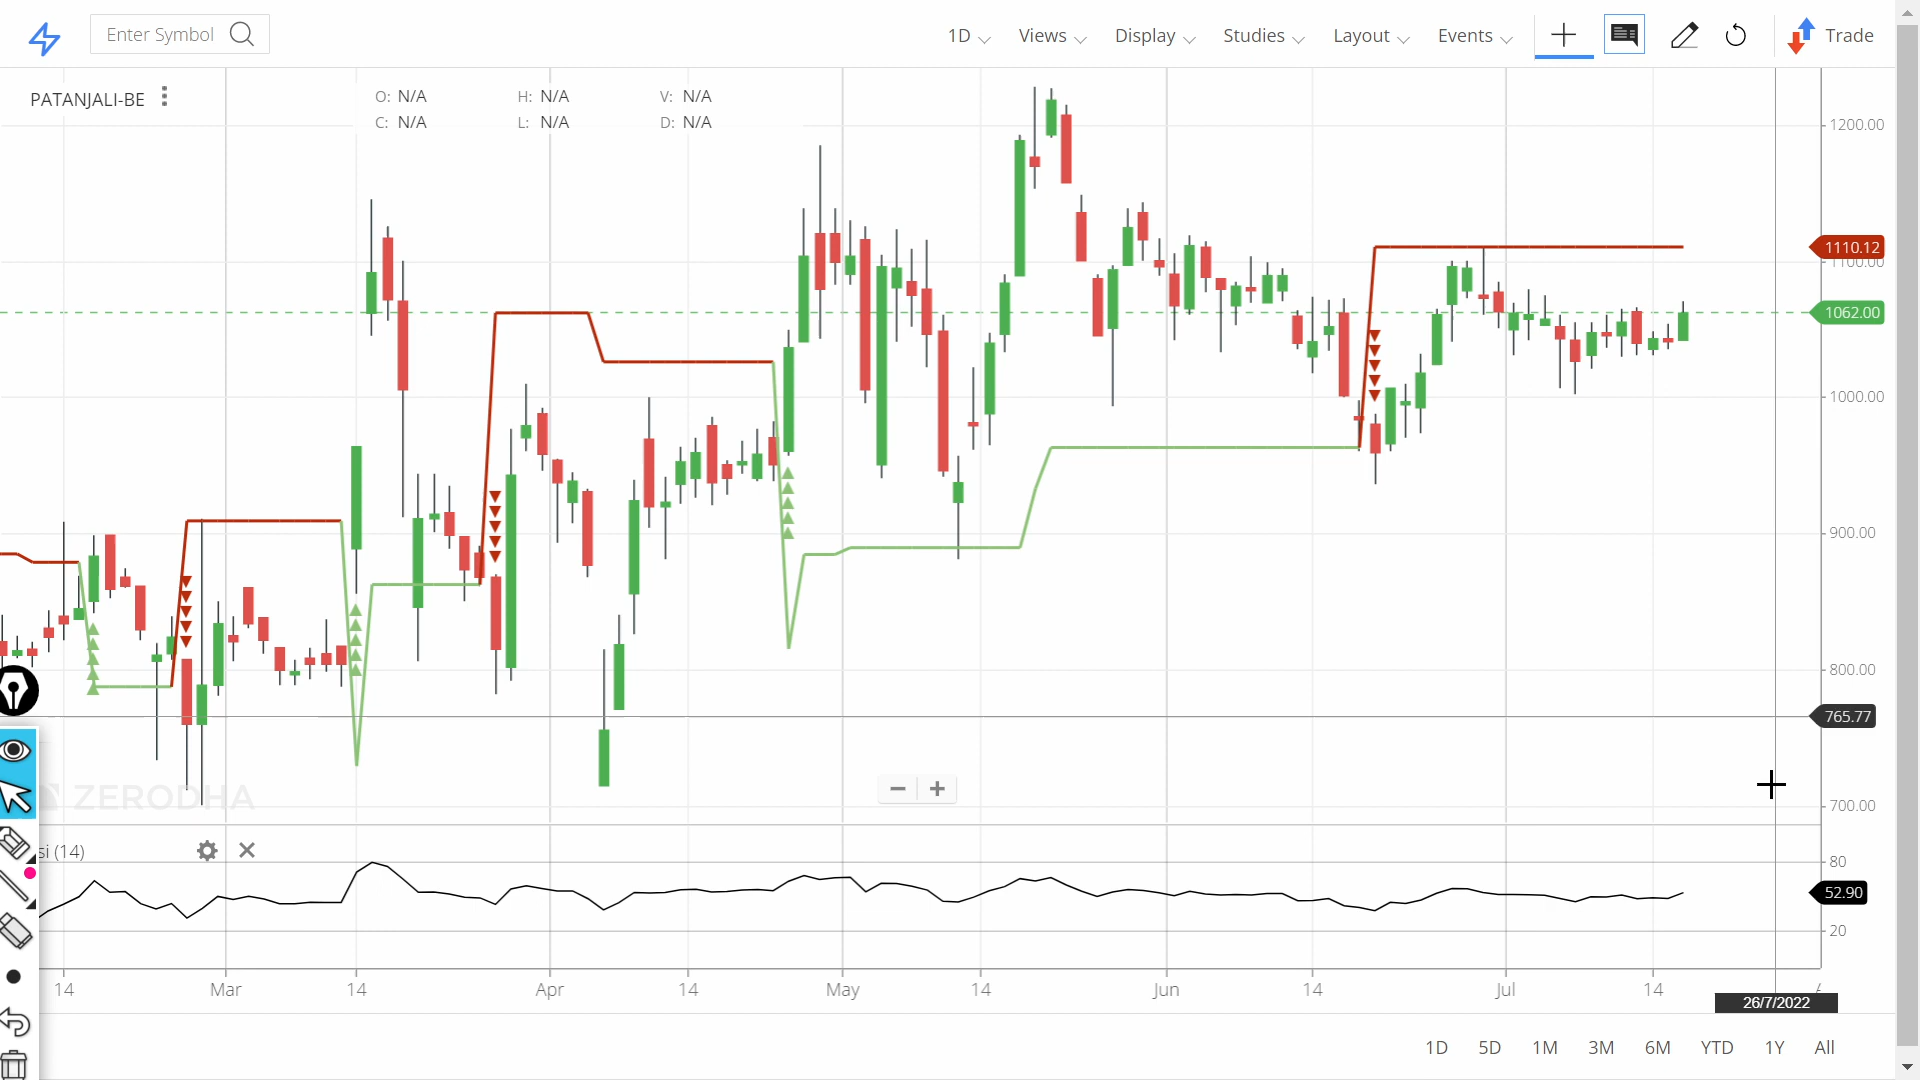 Enter Symbol
1D Views Display Studies Layout Events Trade
PATANJALI-BE
O: N/A H: N/A V: N/A
C: N/A L: N/A D: N/A
1200.00
1110.12
1100.00
1062.00
1000.00
900.00
800.00
765.77
ZERODHA
700.00
si (14)
80
52.90
20
14 Mar 14 Apr 14 May 14 Jun 14 Jul 14
26/7/2022
1D 5D 1M 3M 6M YTD 1Y All